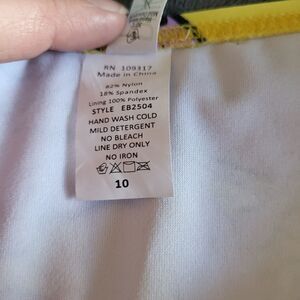 RN 109317
Made in China
82% Nylon
18% Spandex
Lining 100% Polyester
STYLE EB2504
HAND WASH COLD
MILD DETERGENT
NO BLEACH
LINE DRY ONLY
NO IRON
10